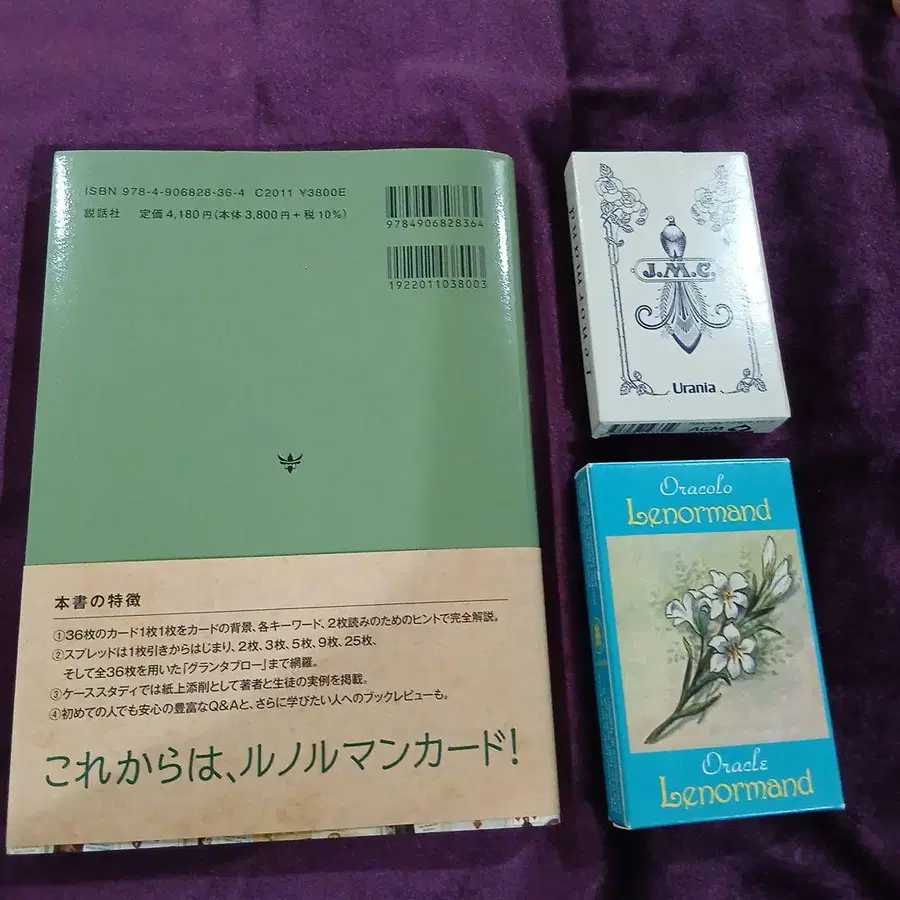 ISBN 978-4-906828-36-4 C2011 ¥3800E
説話社 定価 4,180円(本体 3,800円+税 10%)
9784906828364
1922011038003
本書の特徴
①36枚のカード1枚1枚をカードの背景、各キーワード、2枚読みのためのヒントで完全解説。
②スプレッドは1枚引きからはじまり、2枚、3枚、5枚、9枚、25枚、
そして全36枚を用いた「グランタブロー」まで網羅。
③ケーススタディでは紙上添削として著者と生徒の実例を掲載。
④初めての人でも安心の豊富なQ&Aと、さらに学びたい人へのブックレビューも。
これからは、ルノルマンカード!
Lenormand
J.M.C.
Urania
AGM
Oracolo
Lenormand
Oracle
Lenormand